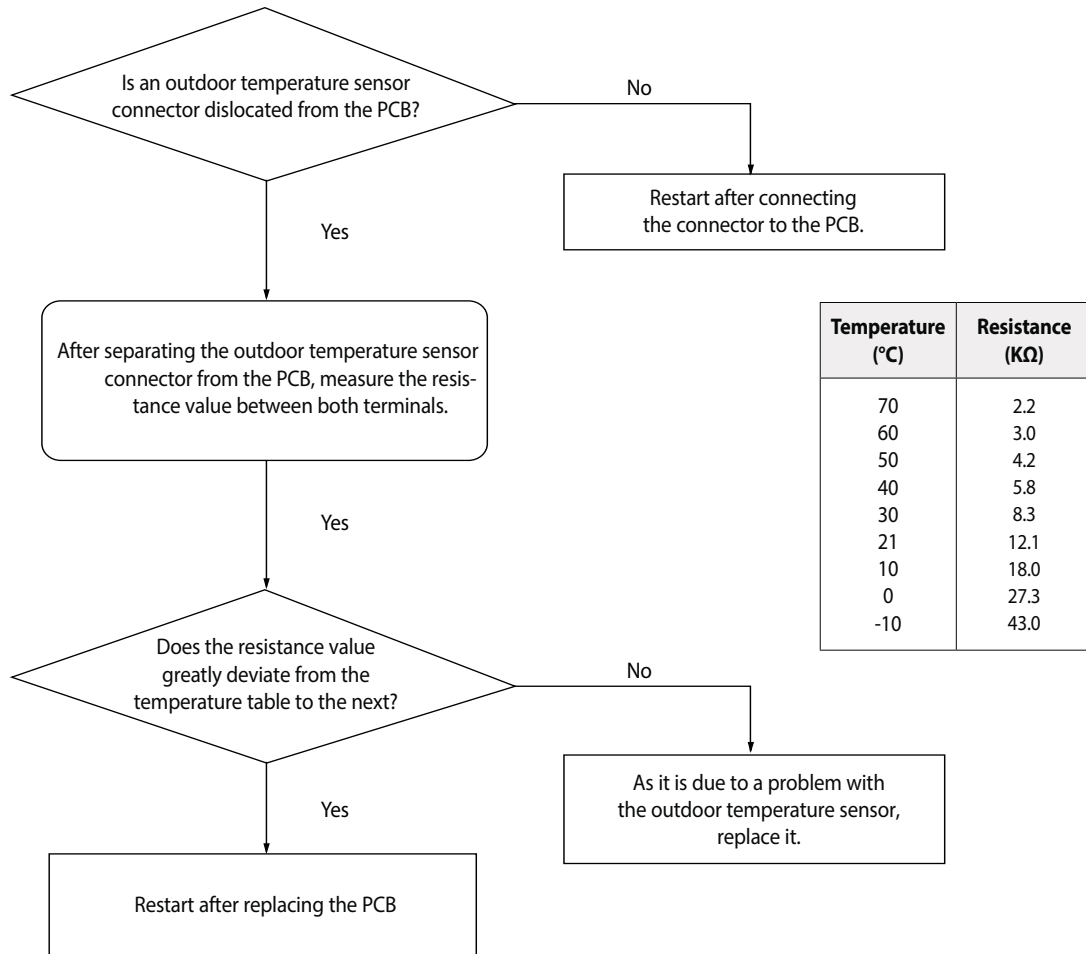 Is an outdoor temperature sensor
connector dislocated from the PCB?
No
Restart after connecting
the connector to the PCB.
Yes
After separating the outdoor temperature sensor
connector from the PCB, measure the resis-
tance value between both terminals.
Temperature Resistance
(°C) (KΩ)
70 2.2
60 3.0
50 4.2
40 5.8
30 8.3
21 12.1
10 18.0
0 27.3
-10 43.0
Yes
Does the resistance value
greatly deviate from the
temperature table to the next?
No
As it is due to a problem with
the outdoor temperature sensor,
replace it.
Yes
Restart after replacing the PCB